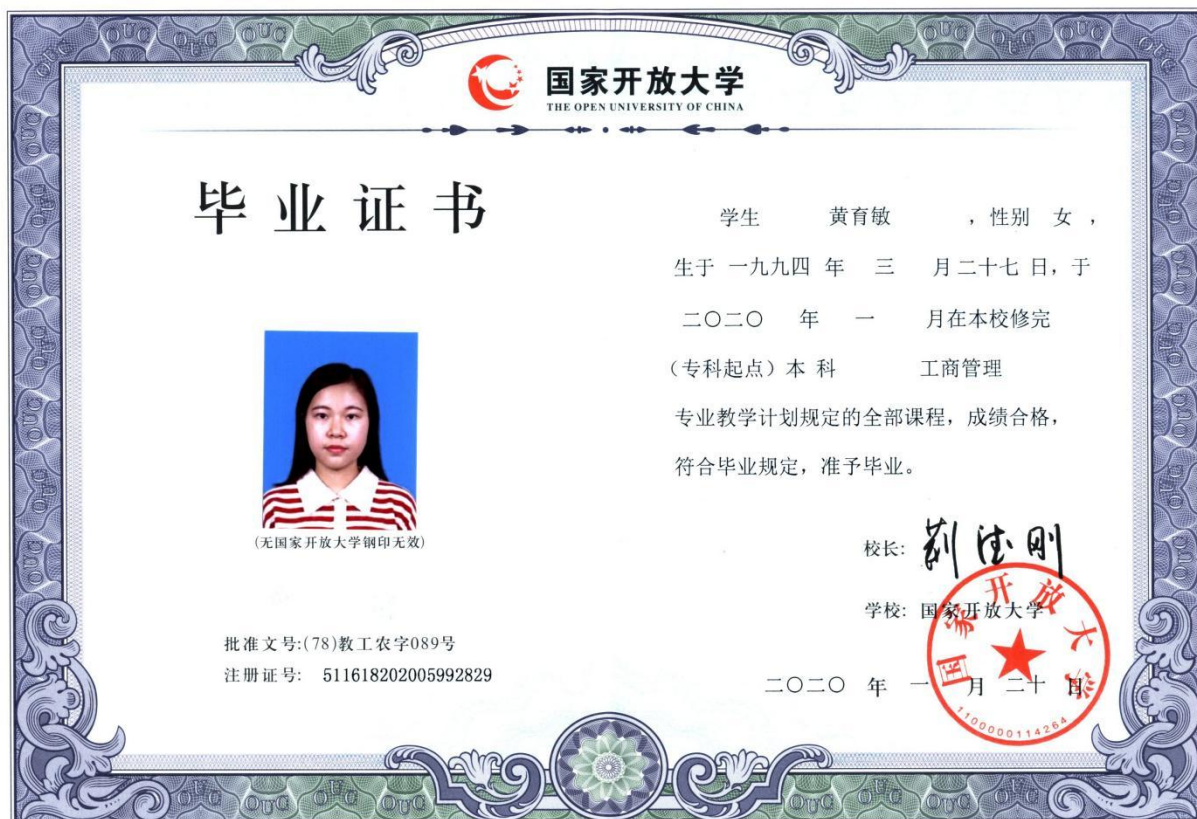 国家开放大学
THE OPEN UNIVERSITY OF CHINA
毕业证书
学生 黄育敏 ，性别 女 ，
生于 一九九四 年 三 月二十七 日，于
二〇二〇 年 一 月在本校修完
（专科起点）本 科 工商管理
专业教学计划规定的全部课程，成绩合格，
符合毕业规定，准予毕业。
(无国家开放大学钢印无效)
校长:
学校: 国家开放大学
批准文号:(78)教工农字089号
注册证号: 511618202005992829
二〇二〇 年 一 月 二十 日
国家开放大学
1100000114264